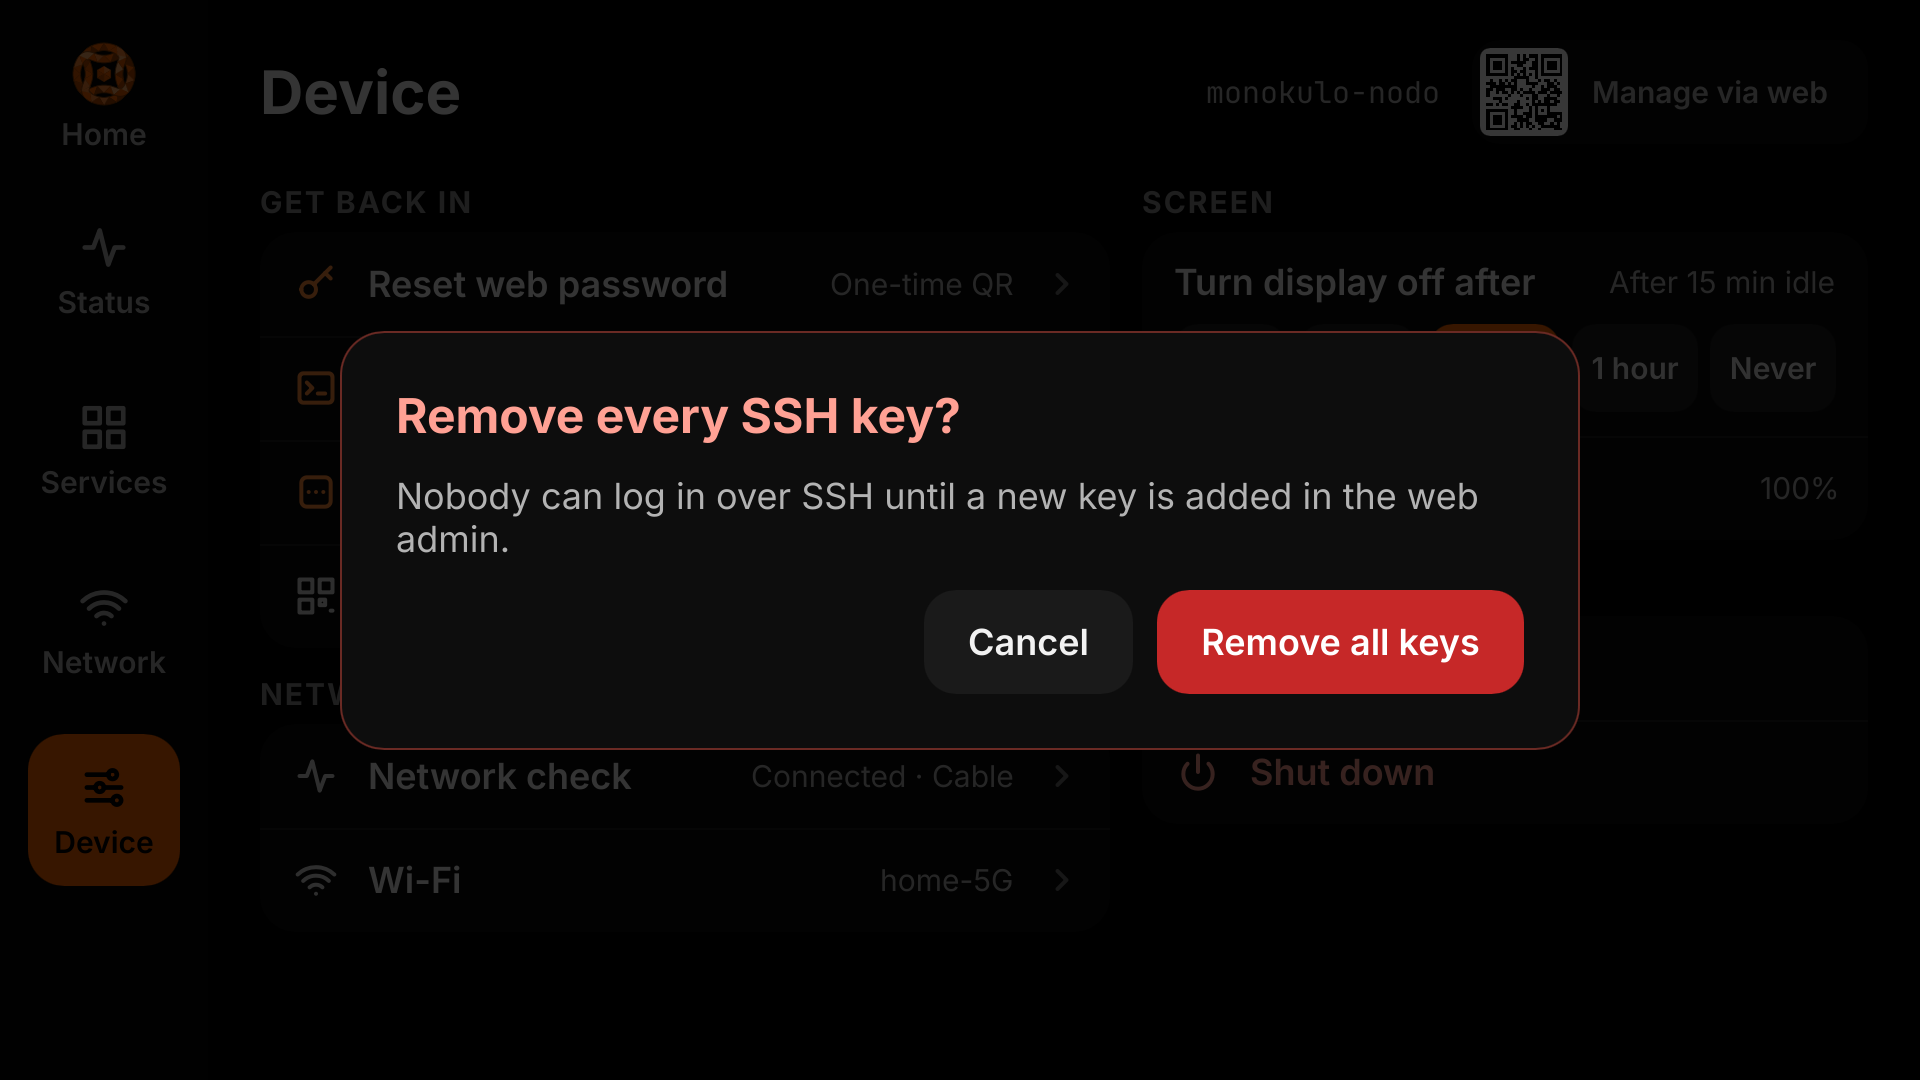 Home
Status
Services
Network
Device
Device
monokulo-nodo
Manage via web
GET BACK IN
Reset web password
One-time QR
SCREEN
Turn display off after
After 15 min idle
1 hour
Never
100%
Remove every SSH key?
Nobody can log in over SSH until a new key is added in the web
admin.
Cancel
Remove all keys
Network check
Connected · Cable
Wi-Fi
home-5G
Shut down